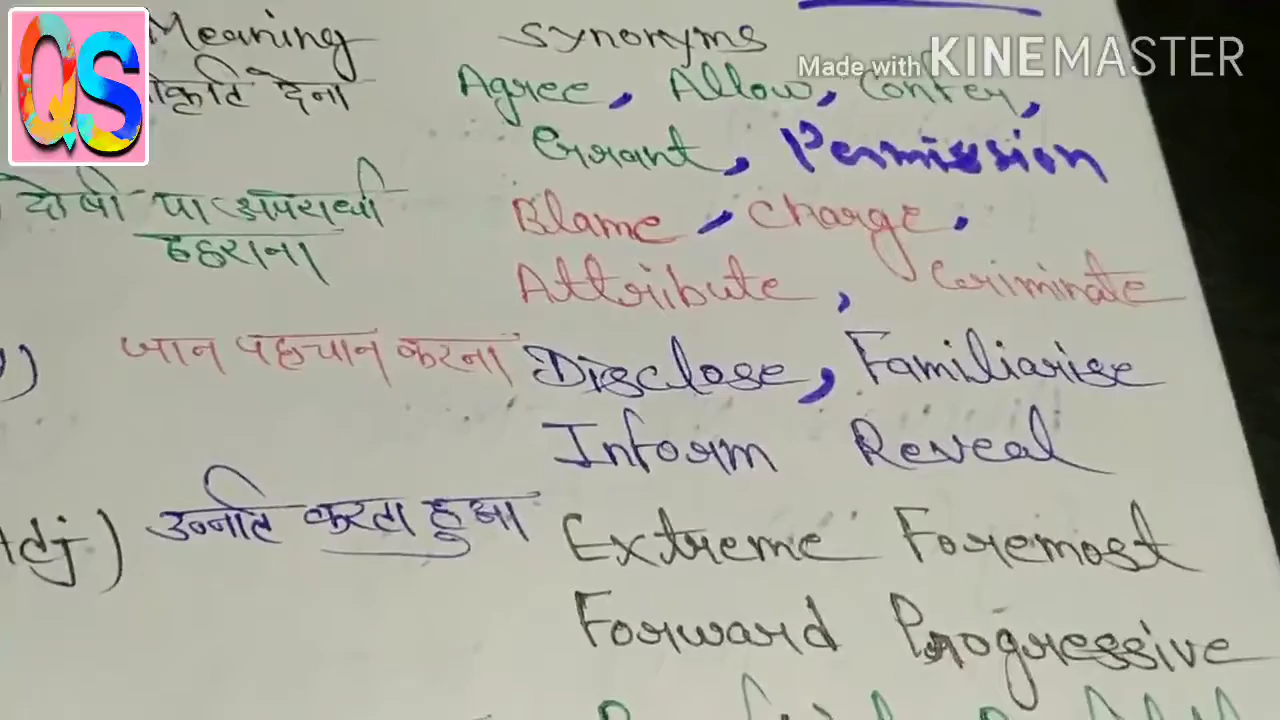 QS
Made with KINEMASTER
Meaning Synonyms
ीकृति देना Agree, Allow, Confer,
Grant, Permission
दोषी या अपराधी Blame, Charge,
ठहराना
Attribute, Criminate
) जान पहचान करना Disclose, Familiarise
Inform Reveal
Adj) उन्नति करता हुआ Extreme Foremost
Forward Progressive